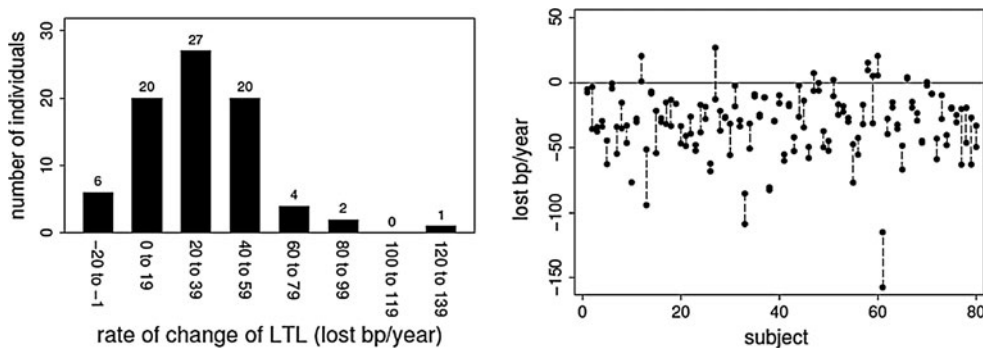 number of individuals
30
20
10
0
6
20
27
20
4
2
0
1
−20 to −1
0 to 19
20 to 39
40 to 59
60 to 79
80 to 99
100 to 119
120 to 139
rate of change of LTL (lost bp/year)
lost bp/year
50
0
−50
−100
−150
0
20
40
60
80
subject